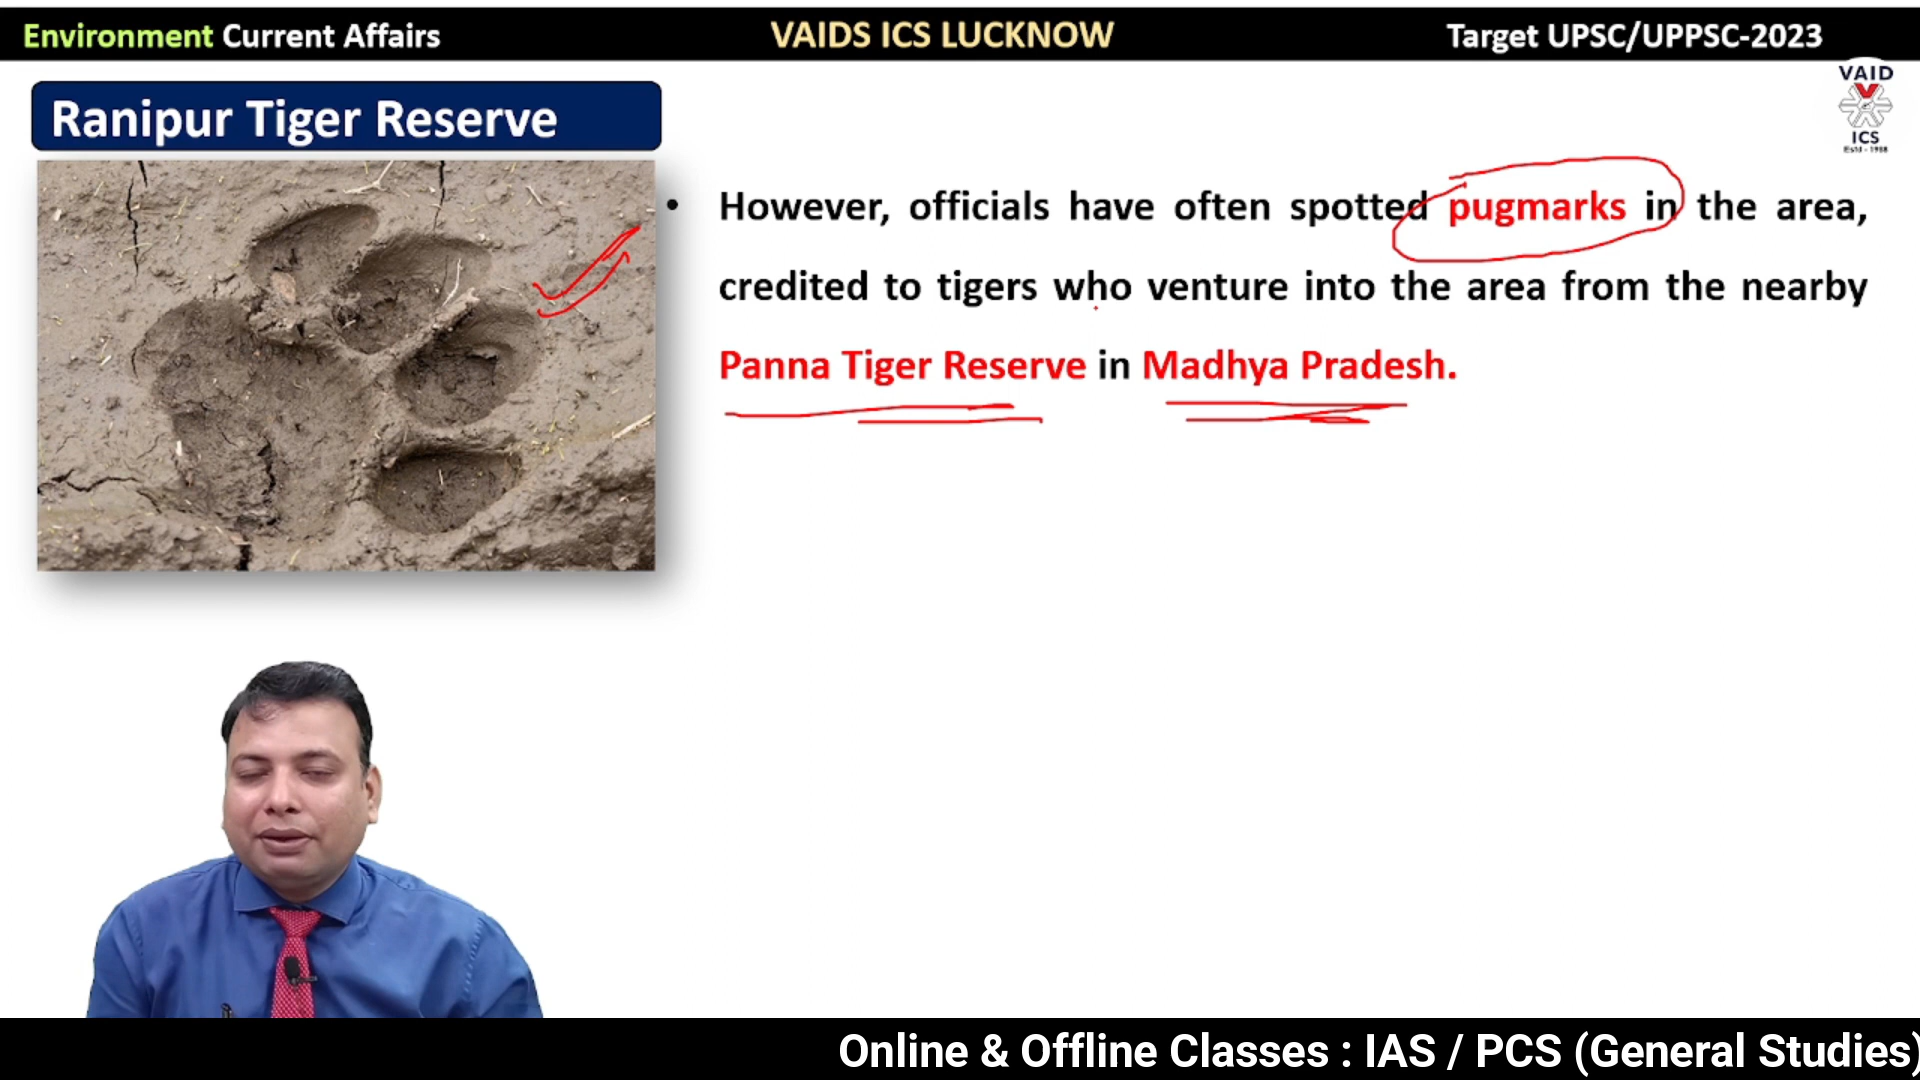 Environment Current Affairs
VAIDS ICS LUCKNOW
Target UPSC/UPPSC-2023
VAID
ICS
Estd - 1988
Ranipur Tiger Reserve
• However, officials have often spotted pugmarks in the area,
credited to tigers who venture into the area from the nearby
Panna Tiger Reserve in Madhya Pradesh.
Online & Offline Classes : IAS / PCS (General Studies)